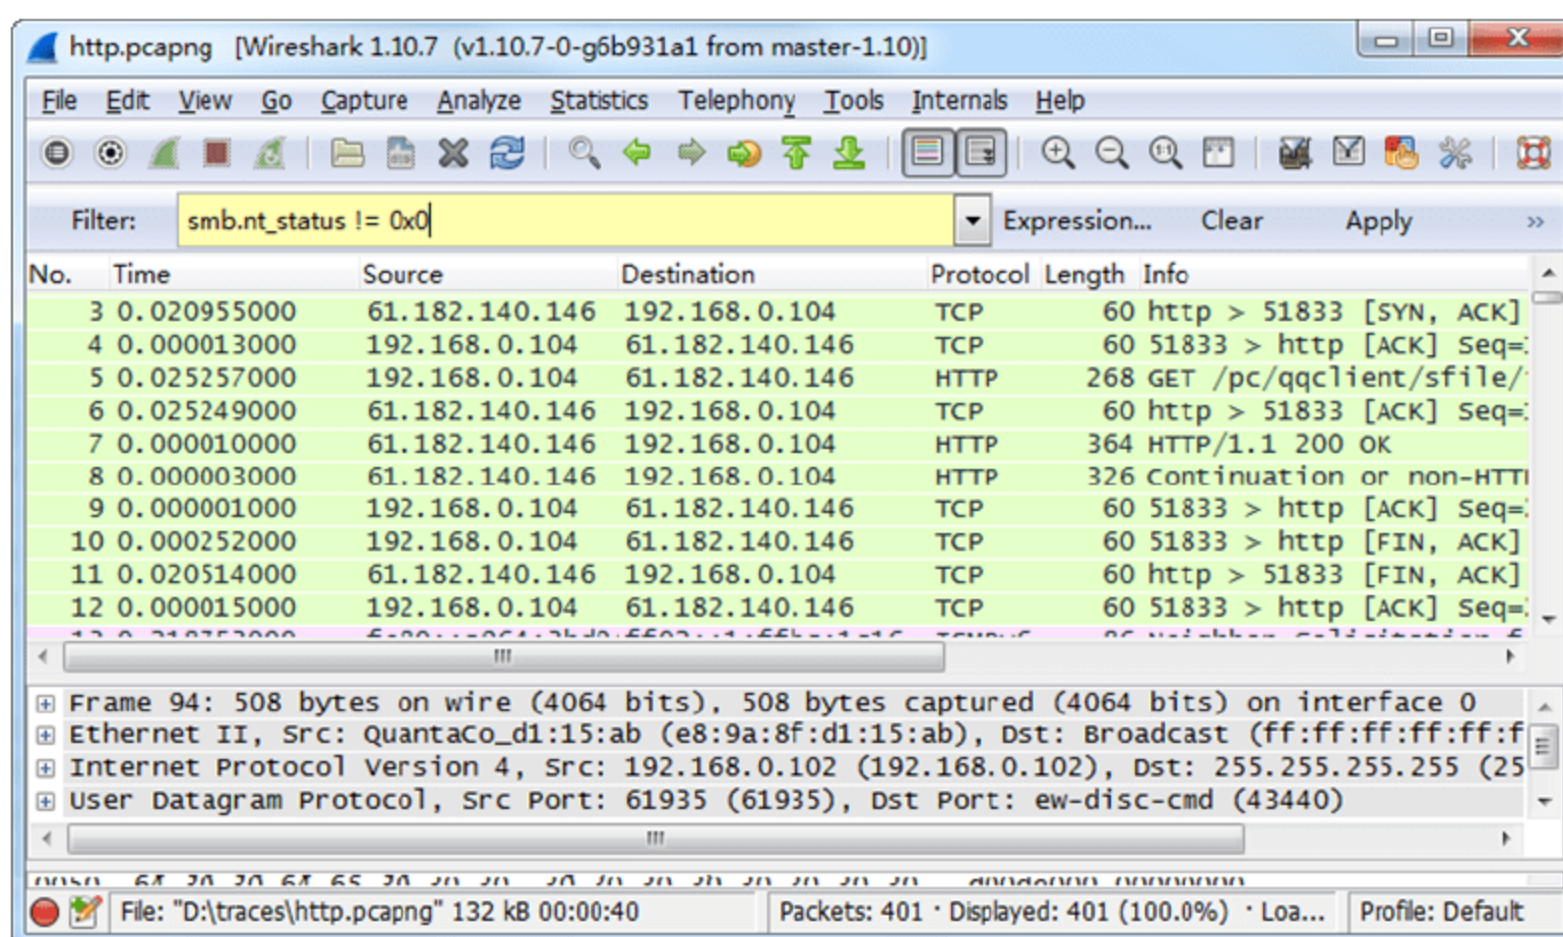 http.pcapng [Wireshark 1.10.7 (v1.10.7-0-g6b931a1 from master-1.10)]
File Edit View Go Capture Analyze Statistics Telephony Tools Internals Help
Filter: smb.nt_status != 0x0 Expression... Clear Apply »
No. Time Source Destination Protocol Length Info
3 0.020955000 61.182.140.146 192.168.0.104 TCP 60 http > 51833 [SYN, ACK]
4 0.000013000 192.168.0.104 61.182.140.146 TCP 60 51833 > http [ACK] Seq=
5 0.025257000 192.168.0.104 61.182.140.146 HTTP 268 GET /pc/qqclient/sfile/
6 0.025249000 61.182.140.146 192.168.0.104 TCP 60 http > 51833 [ACK] Seq=
7 0.000010000 61.182.140.146 192.168.0.104 HTTP 364 HTTP/1.1 200 OK
8 0.000003000 61.182.140.146 192.168.0.104 HTTP 326 Continuation or non-HTT
9 0.000001000 192.168.0.104 61.182.140.146 TCP 60 51833 > http [ACK] Seq=
10 0.000252000 192.168.0.104 61.182.140.146 TCP 60 51833 > http [FIN, ACK]
11 0.020514000 61.182.140.146 192.168.0.104 TCP 60 http > 51833 [FIN, ACK]
12 0.000015000 192.168.0.104 61.182.140.146 TCP 60 51833 > http [ACK] Seq=
Frame 94: 508 bytes on wire (4064 bits), 508 bytes captured (4064 bits) on interface 0
Ethernet II, Src: QuantaCo_d1:15:ab (e8:9a:8f:d1:15:ab), Dst: Broadcast (ff:ff:ff:ff:ff:f
Internet Protocol Version 4, Src: 192.168.0.102 (192.168.0.102), Dst: 255.255.255.255 (25
User Datagram Protocol, Src Port: 61935 (61935), Dst Port: ew-disc-cmd (43440)
File: "D:\traces\http.pcapng" 132 kB 00:00:40 Packets: 401 · Displayed: 401 (100.0%) · Loa... Profile: Default